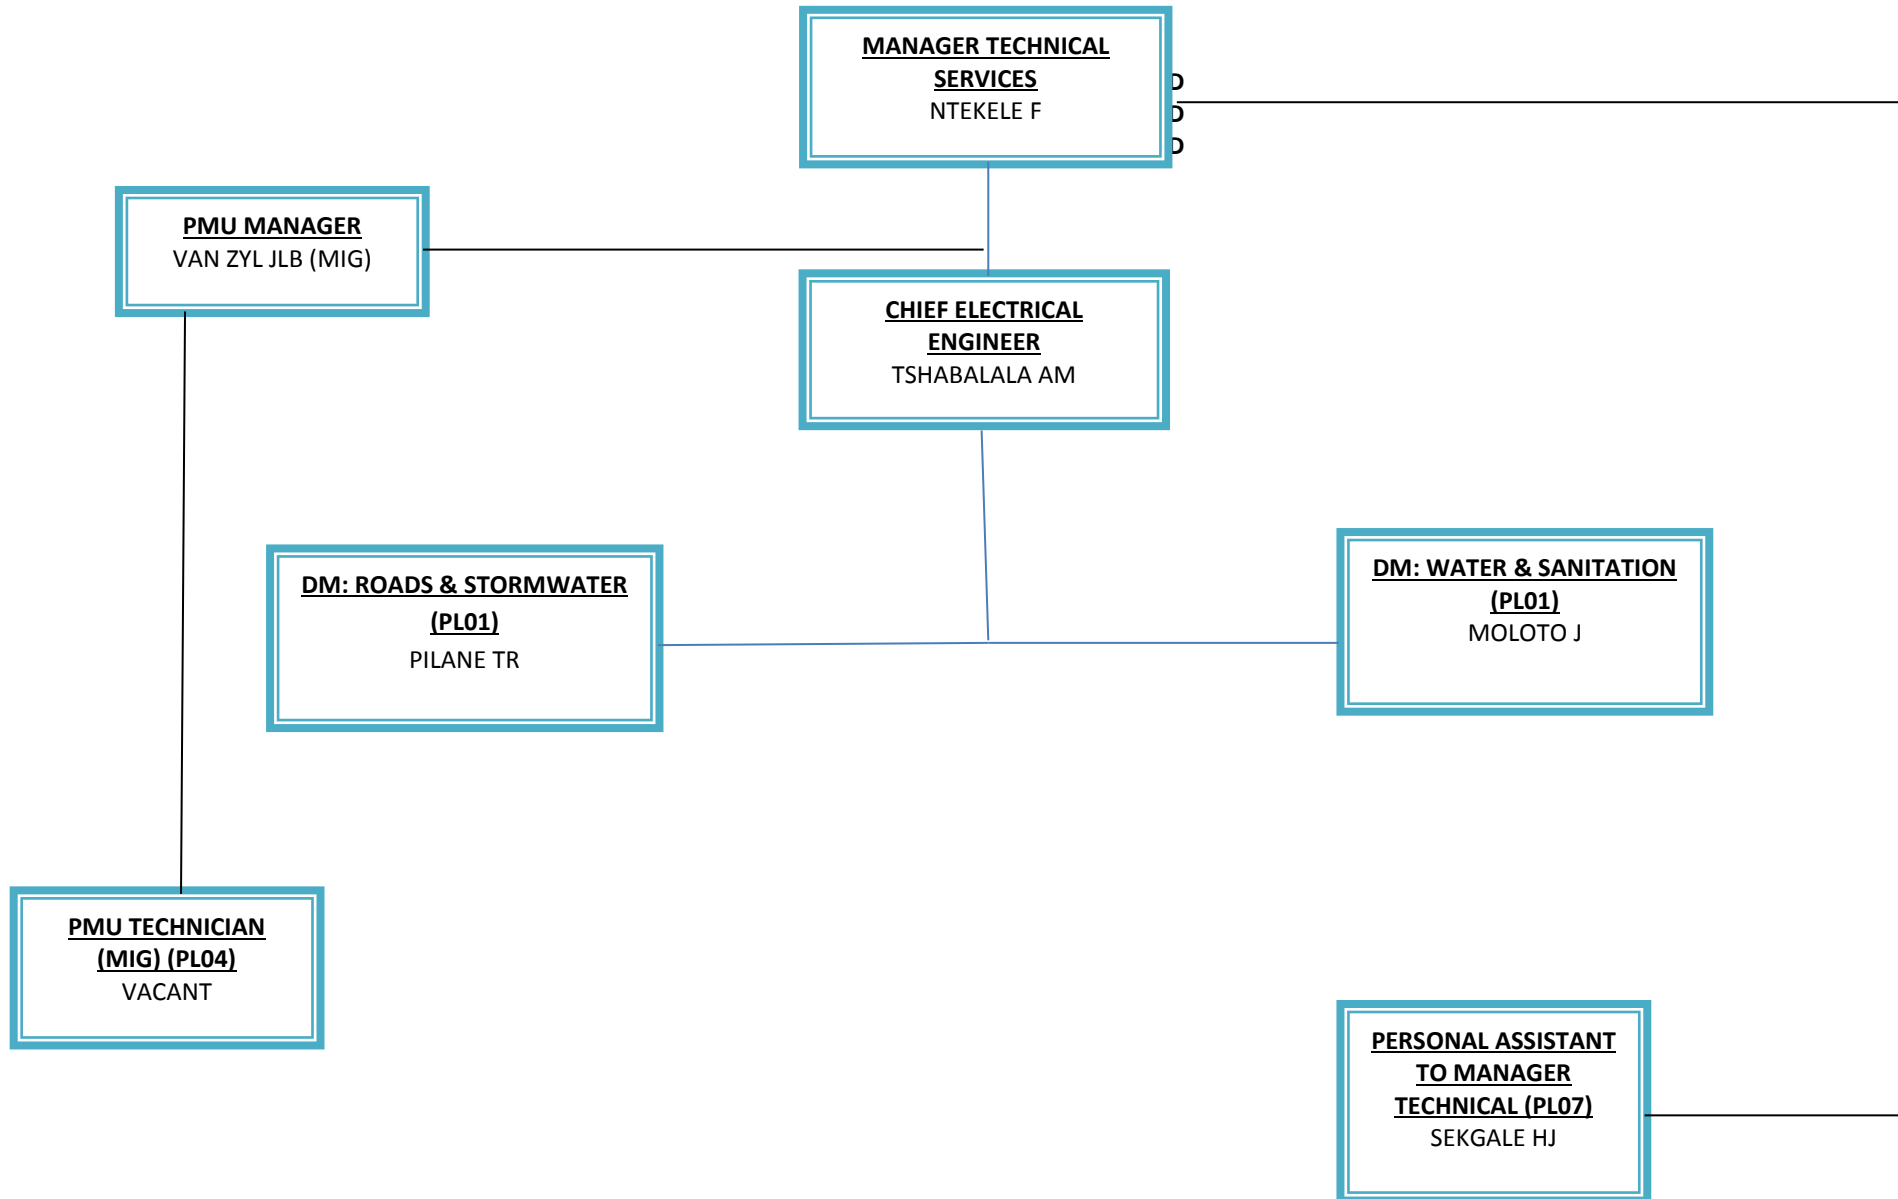 MANAGER TECHNICAL
SERVICES
NTEKELE F
D
D
D
PMU MANAGER
VAN ZYL JLB (MIG)
CHIEF ELECTRICAL
ENGINEER
TSHABALALA AM
DM: ROADS & STORMWATER
(PL01)
PILANE TR
DM: WATER & SANITATION
(PL01)
MOLOTO J
PMU TECHNICIAN
(MIG) (PL04)
VACANT
PERSONAL ASSISTANT
TO MANAGER
TECHNICAL (PL07)
SEKGALE HJ